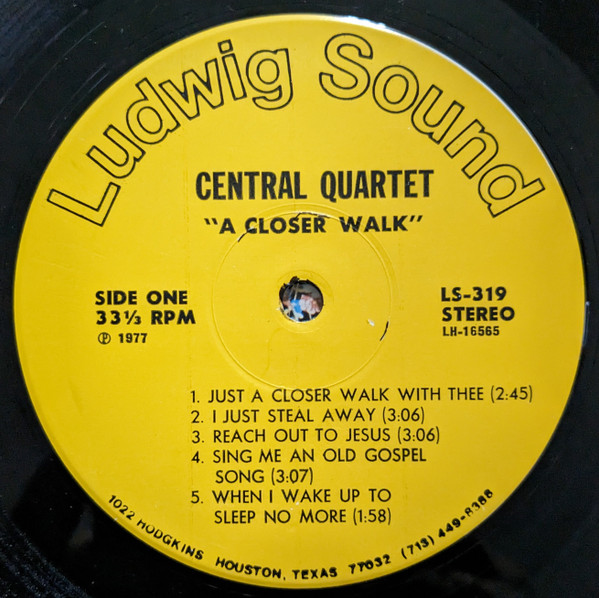 Ludwig Sound
CENTRAL QUARTET
"A CLOSER WALK"
SIDE ONE
33⅓ RPM
℗ 1977
LS-319
STEREO
LH-16565
1. JUST A CLOSER WALK WITH THEE (2:45)
2. I JUST STEAL AWAY (3:06)
3. REACH OUT TO JESUS (3:06)
4. SING ME AN OLD GOSPEL
SONG (3:07)
5. WHEN I WAKE UP TO
SLEEP NO MORE (1:58)
1022 HODGKINS HOUSTON, TEXAS 77032 (713) 449-8388